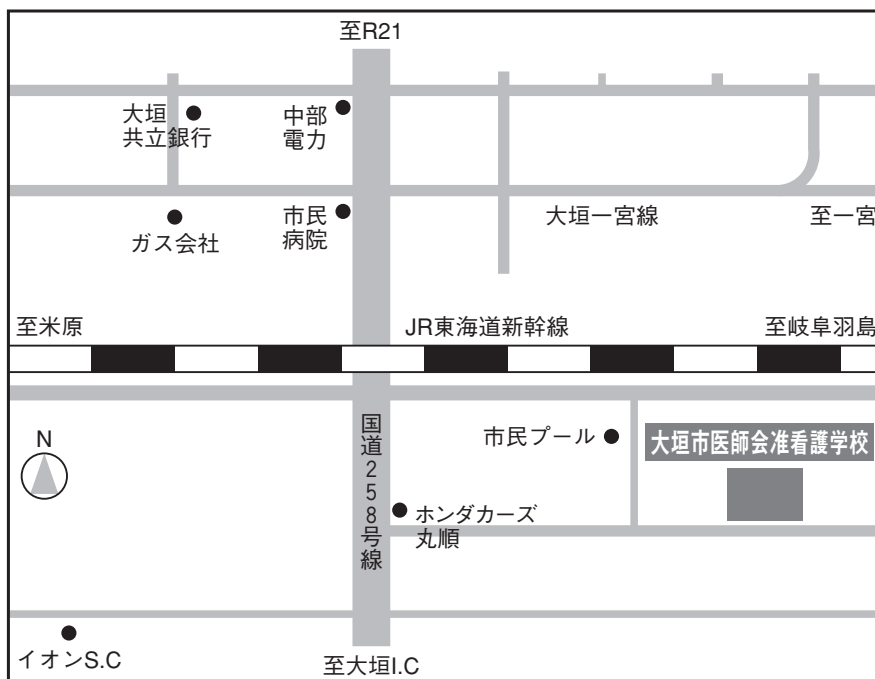 至R21
大垣
共立銀行
中部
電力
ガス会社
市民
病院
大垣一宮線
至一宮
至米原
JR東海道新幹線
至岐阜羽島
N
国道258号線
市民プール
大垣市医師会准看護学校
ホンダカーズ
丸順
イオンS.C
至大垣I.C